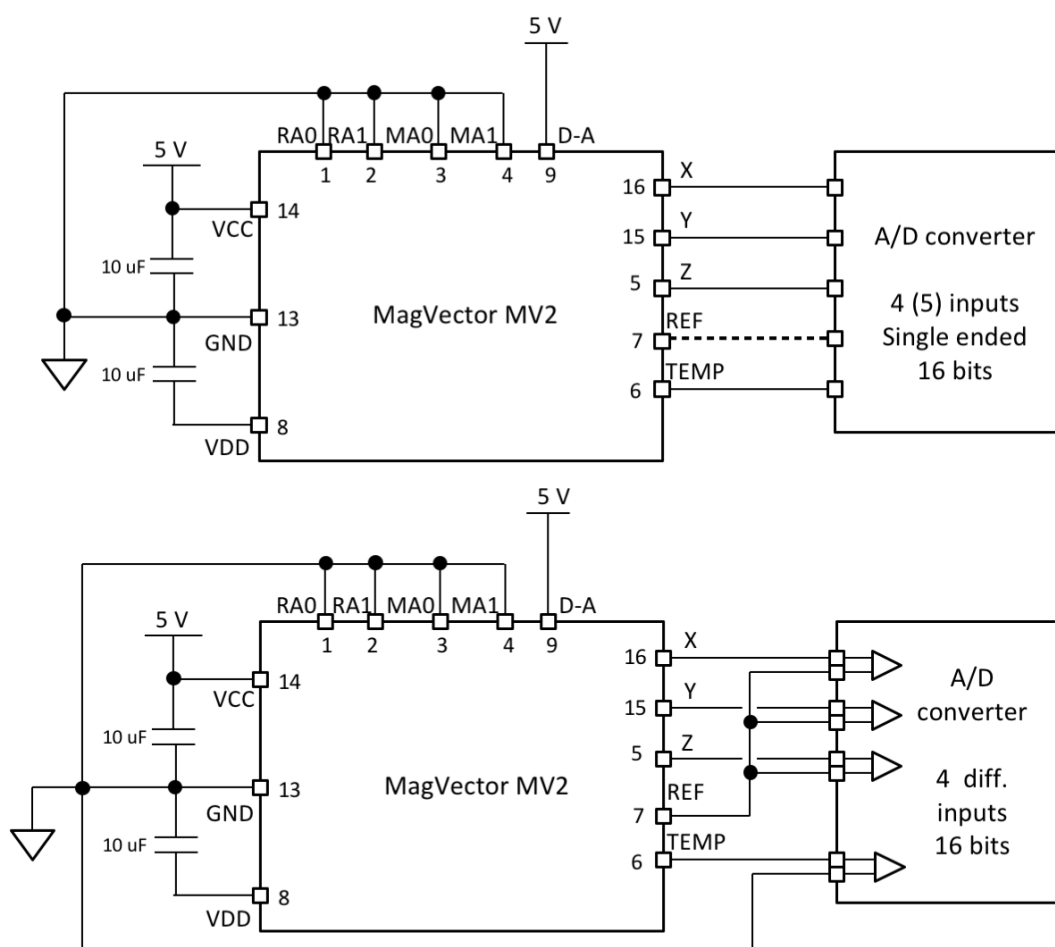 5 V
RA0 RA1 MA0 MA1 D-A
1 2 3 4 9
5 V
VCC 14
10 uF
GND 13
10 uF
VDD 8
MagVector MV2
16 X
15 Y
5 Z
7 REF
6 TEMP
A/D converter
4 (5) inputs
Single ended
16 bits
5 V
RA0 RA1 MA0 MA1 D-A
1 2 3 4 9
5 V
VCC 14
10 uF
GND 13
10 uF
VDD 8
MagVector MV2
16 X
15 Y
5 Z
7 REF
6 TEMP
A/D
converter
4 diff.
inputs
16 bits